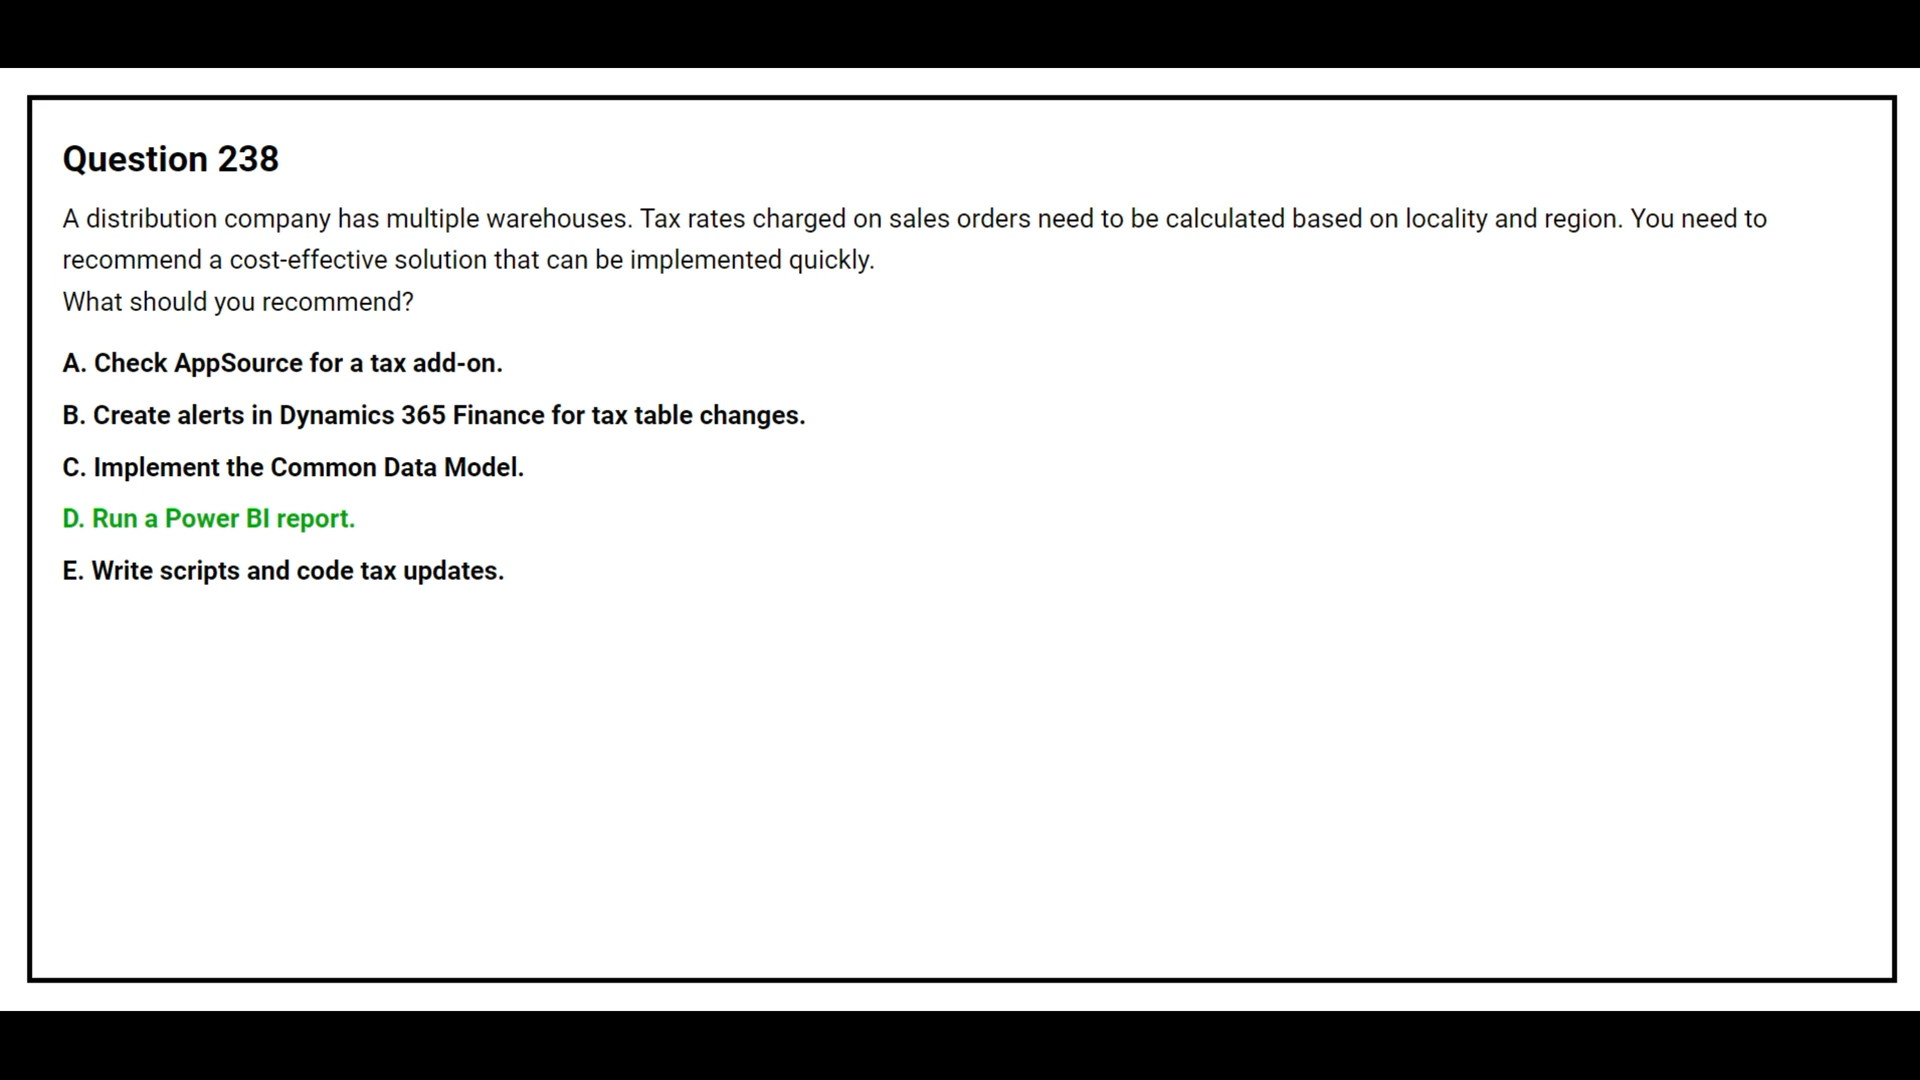 Question 238
A distribution company has multiple warehouses. Tax rates charged on sales orders need to be calculated based on locality and region. You need to
recommend a cost-effective solution that can be implemented quickly.
What should you recommend?
A. Check AppSource for a tax add-on.
B. Create alerts in Dynamics 365 Finance for tax table changes.
C. Implement the Common Data Model.
D. Run a Power BI report.
E. Write scripts and code tax updates.